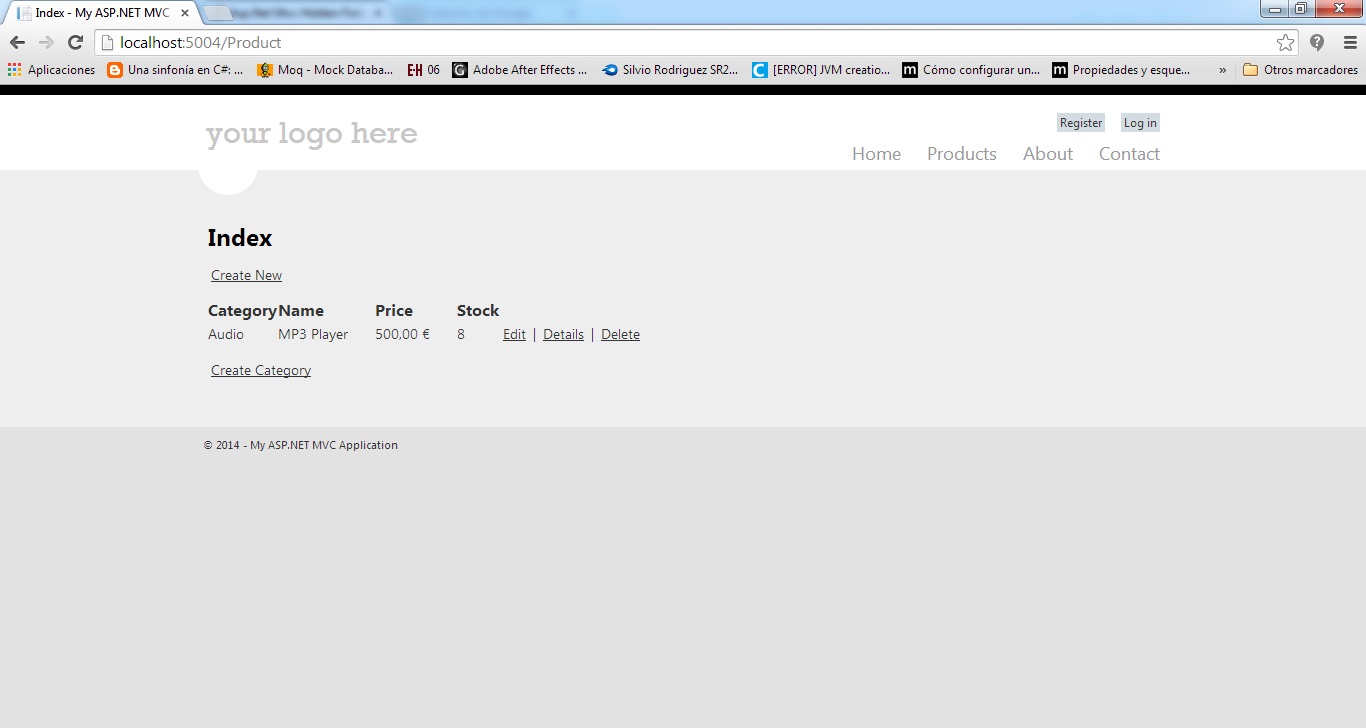 Index - My ASP.NET MVC
localhost:5004/Product
Aplicaciones Una sinfonía en C#: ... Moq - Mock Databa... E-H 06 Adobe After Effects ... Silvio Rodriguez SR2... [ERROR] JVM creatio... Cómo configurar un... Propiedades y esque... » Otros marcadores
Register Log in
your logo here
Home Products About Contact
Index
Create New
Category Name Price Stock
Audio MP3 Player 500,00 € 8 Edit | Details | Delete
Create Category
© 2014 - My ASP.NET MVC Application